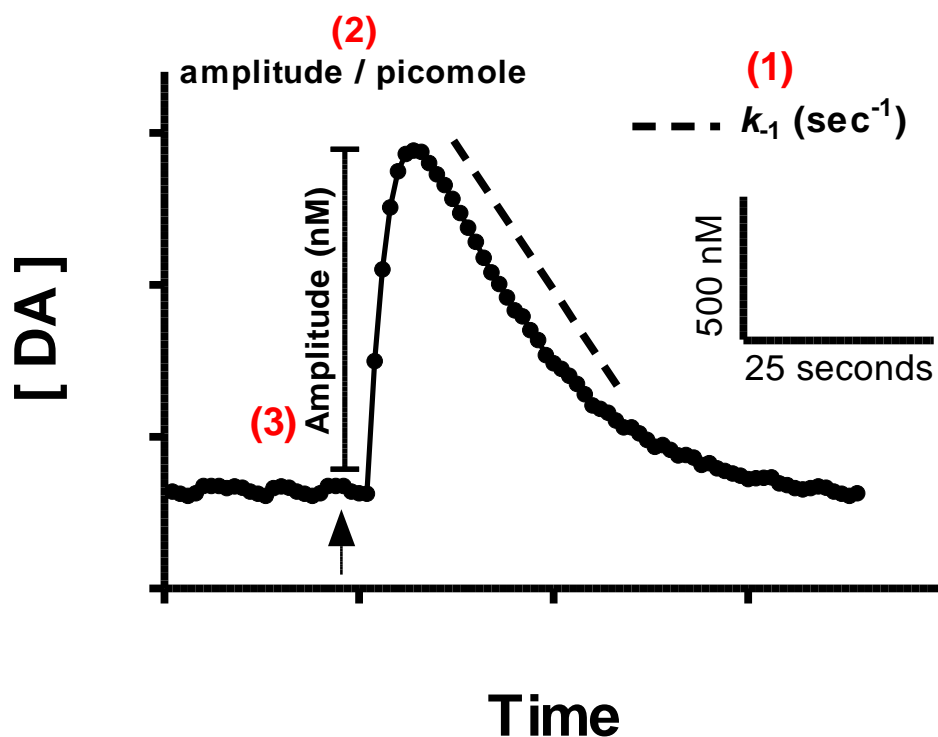 (2)
amplitude / picomole
(1)
k-1 (sec-1)
Amplitude (nM)
(3)
500 nM
25 seconds
[ DA ]
Time